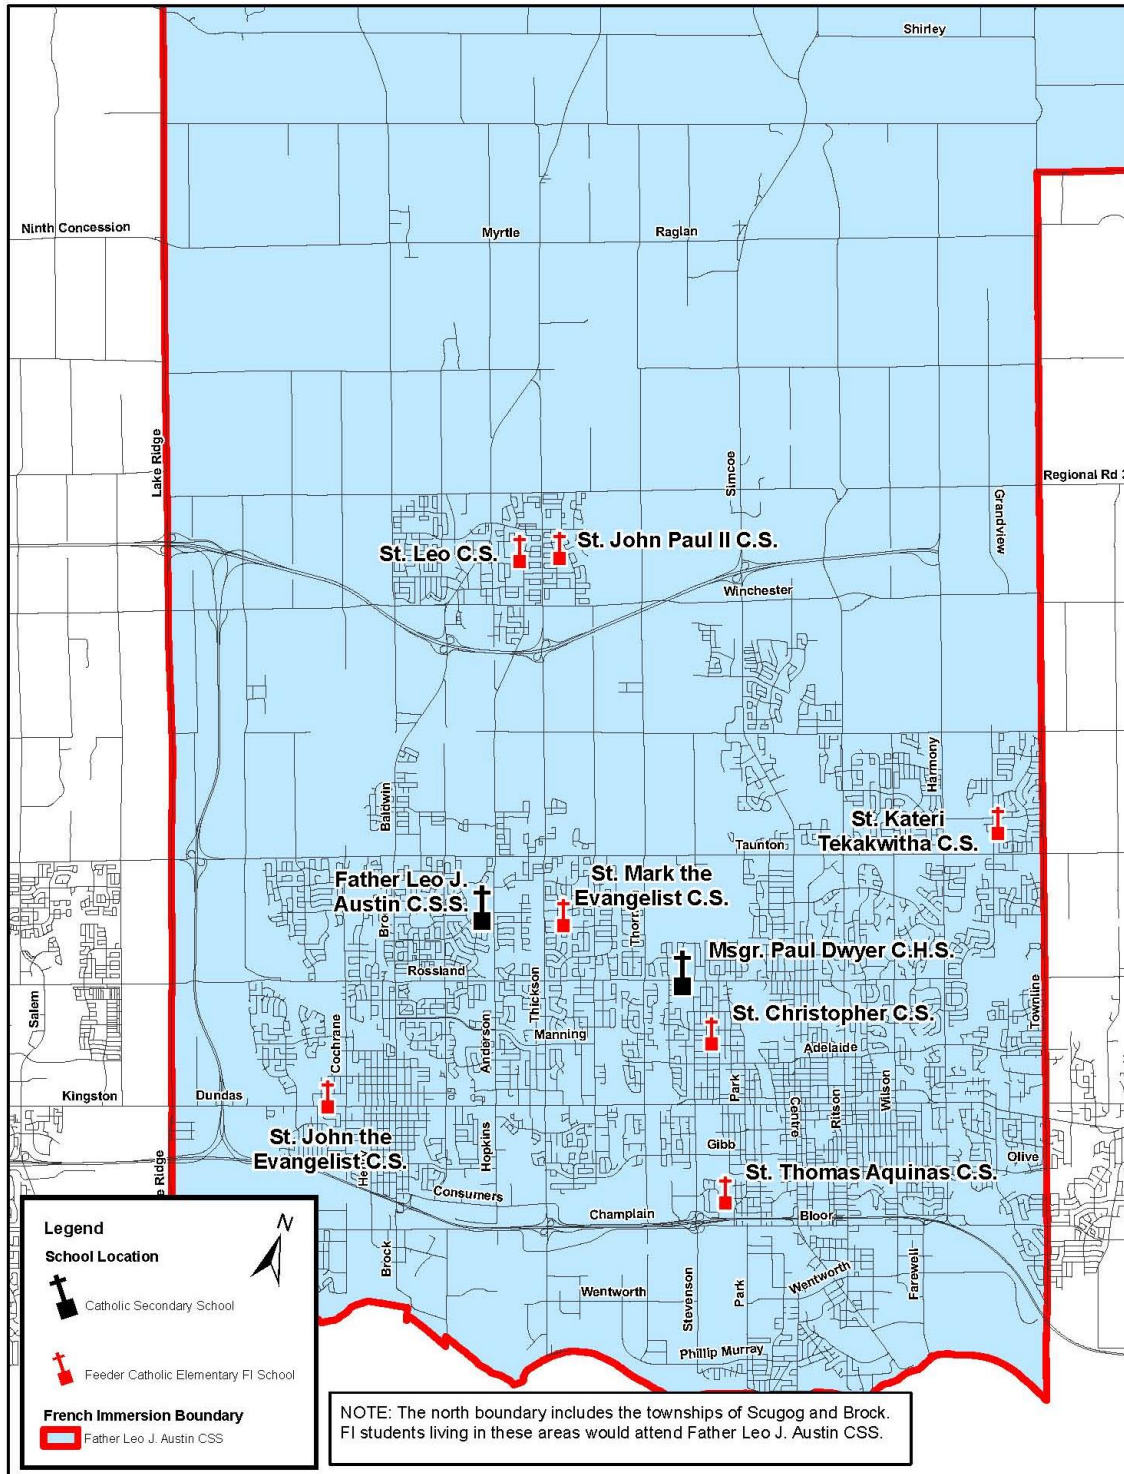 Shirley
Ninth Concession
Myrtle
Raglan
Lake Ridge
Simcoe
Regional Rd
Grandview
St. Leo C.S.
St. John Paul II C.S.
Winchester
Harmony
Baldwin
St. Kateri
Tekakwitha C.S.
Taunton
Father Leo J.
Austin C.S.S.
St. Mark the
Evangelist C.S.
Msgr. Paul Dwyer C.H.S.
Rossland
Thickson
Salem
Townline
St. Christopher C.S.
Manning
Anderson
Cochrane
Adelaide
Kingston
Dundas
Park
Centre
Ritson
Wilson
St. John the
Evangelist C.S.
Hopkins
Gibb
Olive
St. Thomas Aquinas C.S.
Consumers
Champlain
Bloor
Brock
Wentworth
Stevenson
Park
Wentworth
Farewell
Phillip Murray
Ridge
Legend
N
School Location
Catholic Secondary School
Feeder Catholic Elementary FI School
French Immersion Boundary
Father Leo J. Austin CSS
NOTE: The north boundary includes the townships of Scugog and Brock.
FI students living in these areas would attend Father Leo J. Austin CSS.